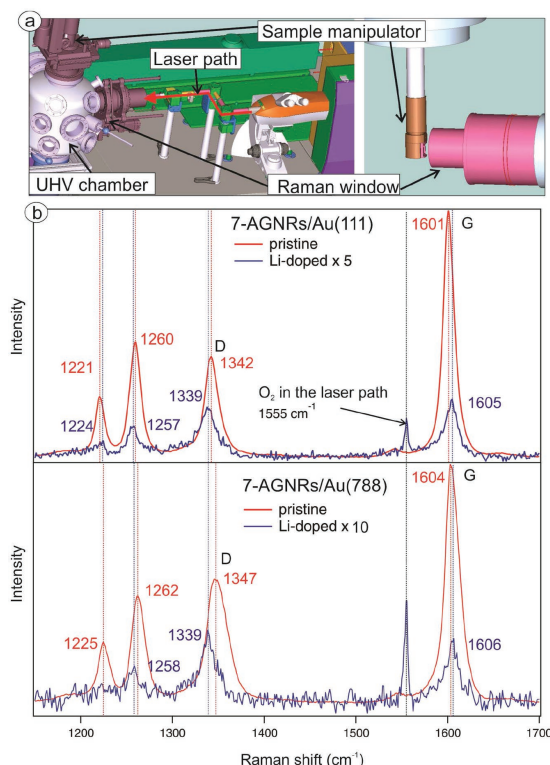 a
Sample manipulator
Laser path
UHV chamber
Raman window
b
7-AGNRs/Au(111)
pristine
Li-doped x 5
1601
G
1260
D
1342
1221
1339
1224
1257
O2 in the laser path
1555 cm-1
1605
Intensity
7-AGNRs/Au(788)
pristine
Li-doped x 10
1604
G
D
1347
1262
1339
1225
1258
1606
Intensity
1200
1300
1400
1500
1600
1700
Raman shift (cm-1)